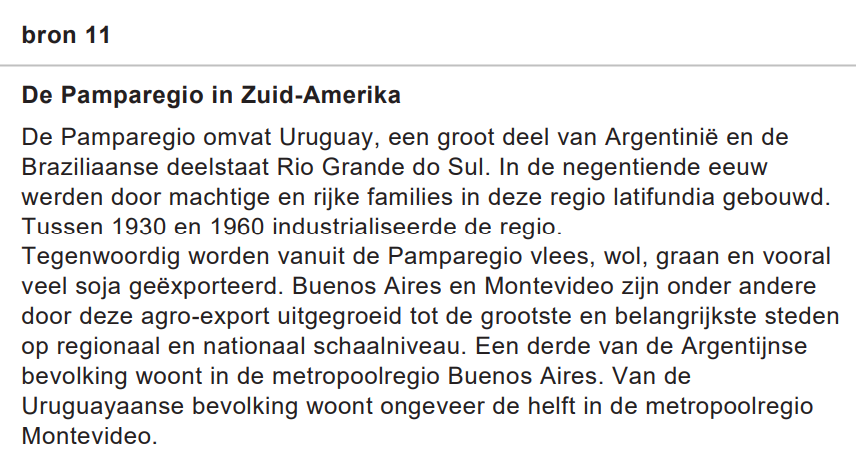 bron 11
De Pamparegio in Zuid-Amerika
De Pamparegio omvat Uruguay, een groot deel van Argentinië en de
Braziliaanse deelstaat Rio Grande do Sul. In de negentiende eeuw
werden door machtige en rijke families in deze regio latifundia gebouwd.
Tussen 1930 en 1960 industrialiseerde de regio.
Tegenwoordig worden vanuit de Pamparegio vlees, wol, graan en vooral
veel soja geëxporteerd. Buenos Aires en Montevideo zijn onder andere
door deze agro-export uitgegroeid tot de grootste en belangrijkste steden
op regionaal en nationaal schaalniveau. Een derde van de Argentijnse
bevolking woont in de metropoolregio Buenos Aires. Van de
Uruguayaanse bevolking woont ongeveer de helft in de metropoolregio
Montevideo.